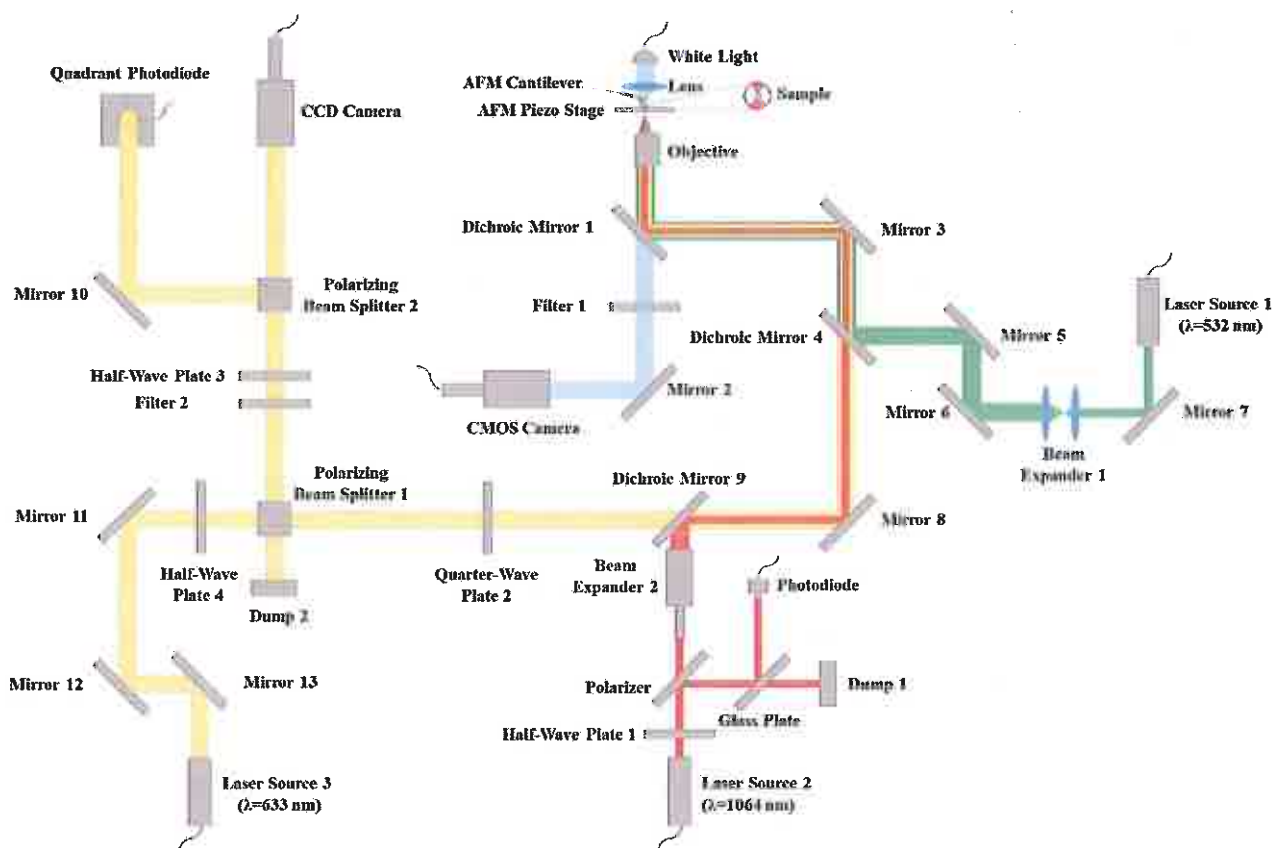 White Light
Quadrant Photodiode
AFM Cantilever
Lens
Sample
CCD Camera
AFM Piezo Stage
Objective
Dichroic Mirror 1
Mirror 3
Mirror 10
Polarizing
Beam Splitter 2
Filter 1
Laser Source 1
(λ=532 nm)
Dichroic Mirror 4
Mirror 5
Half-Wave Plate 3
Filter 2
Mirror 2
Mirror 6
Mirror 7
CMOS Camera
Beam
Expander 1
Polarizing
Beam Splitter 1
Dichroic Mirror 9
Mirror 11
Mirror 8
Half-Wave
Plate 4
Quarter-Wave
Plate 2
Beam
Expander 2
Photodiode
Dump 2
Mirror 12
Mirror 13
Polarizer
Dump 1
Glass Plate
Half-Wave Plate 1
Laser Source 3
(λ=633 nm)
Laser Source 2
(λ=1064 nm)